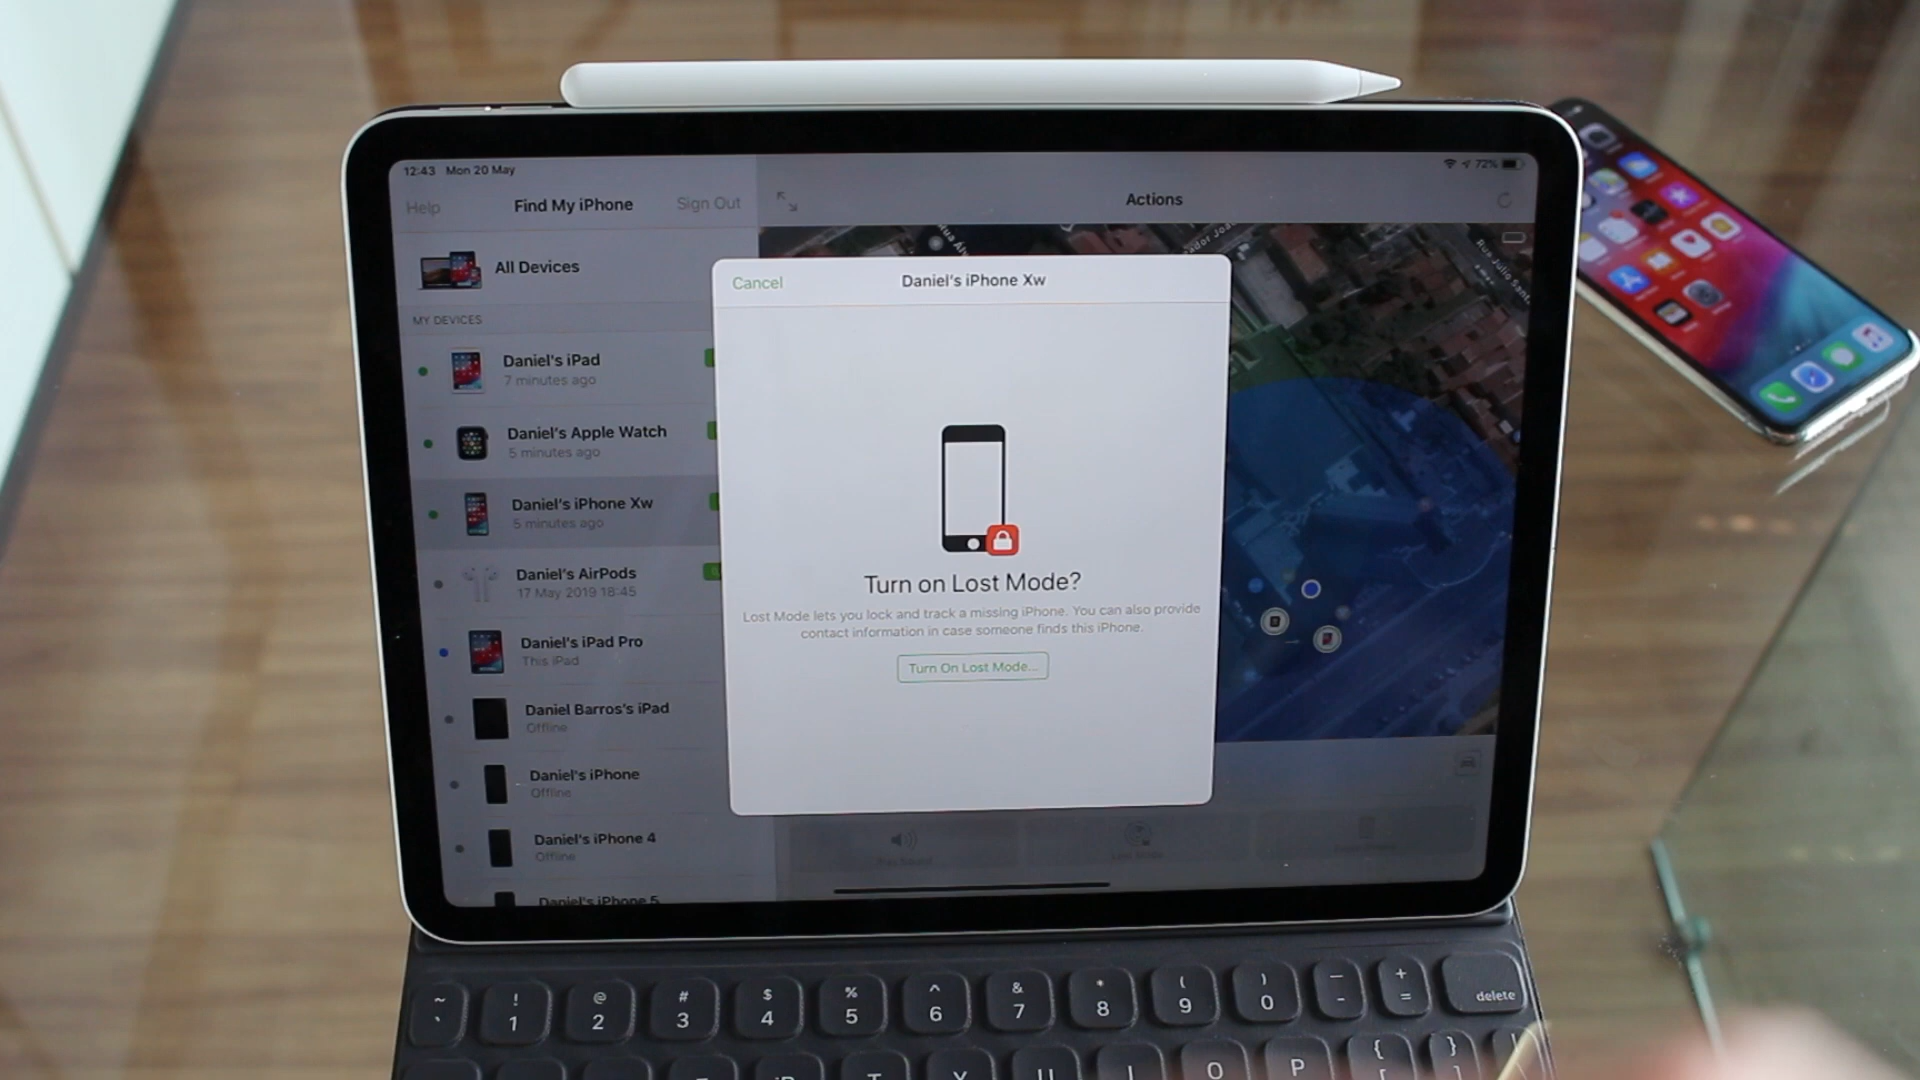 12:43 Mon 20 May
72%
Help
Find My iPhone
Sign Out
Actions
All Devices
MY DEVICES
Daniel's iPad
7 minutes ago
Daniel's Apple Watch
5 minutes ago
Daniel's iPhone Xw
5 minutes ago
Daniel's AirPods
17 May 2019 18:45
Daniel's iPad Pro
This iPad
Daniel Barros's iPad
Offline
Daniel's iPhone
Offline
Daniel's iPhone 4
Offline
Daniel's iPhone 5
Cancel
Daniel's iPhone Xw
Turn on Lost Mode?
Lost Mode lets you lock and track a missing iPhone. You can also provide
contact information in case someone finds this iPhone.
Turn On Lost Mode...
~ ! @ # $ % ^ & * ( ) — +
` 1 2 3 4 5 6 7 8 9 0 - = delete
O P { }